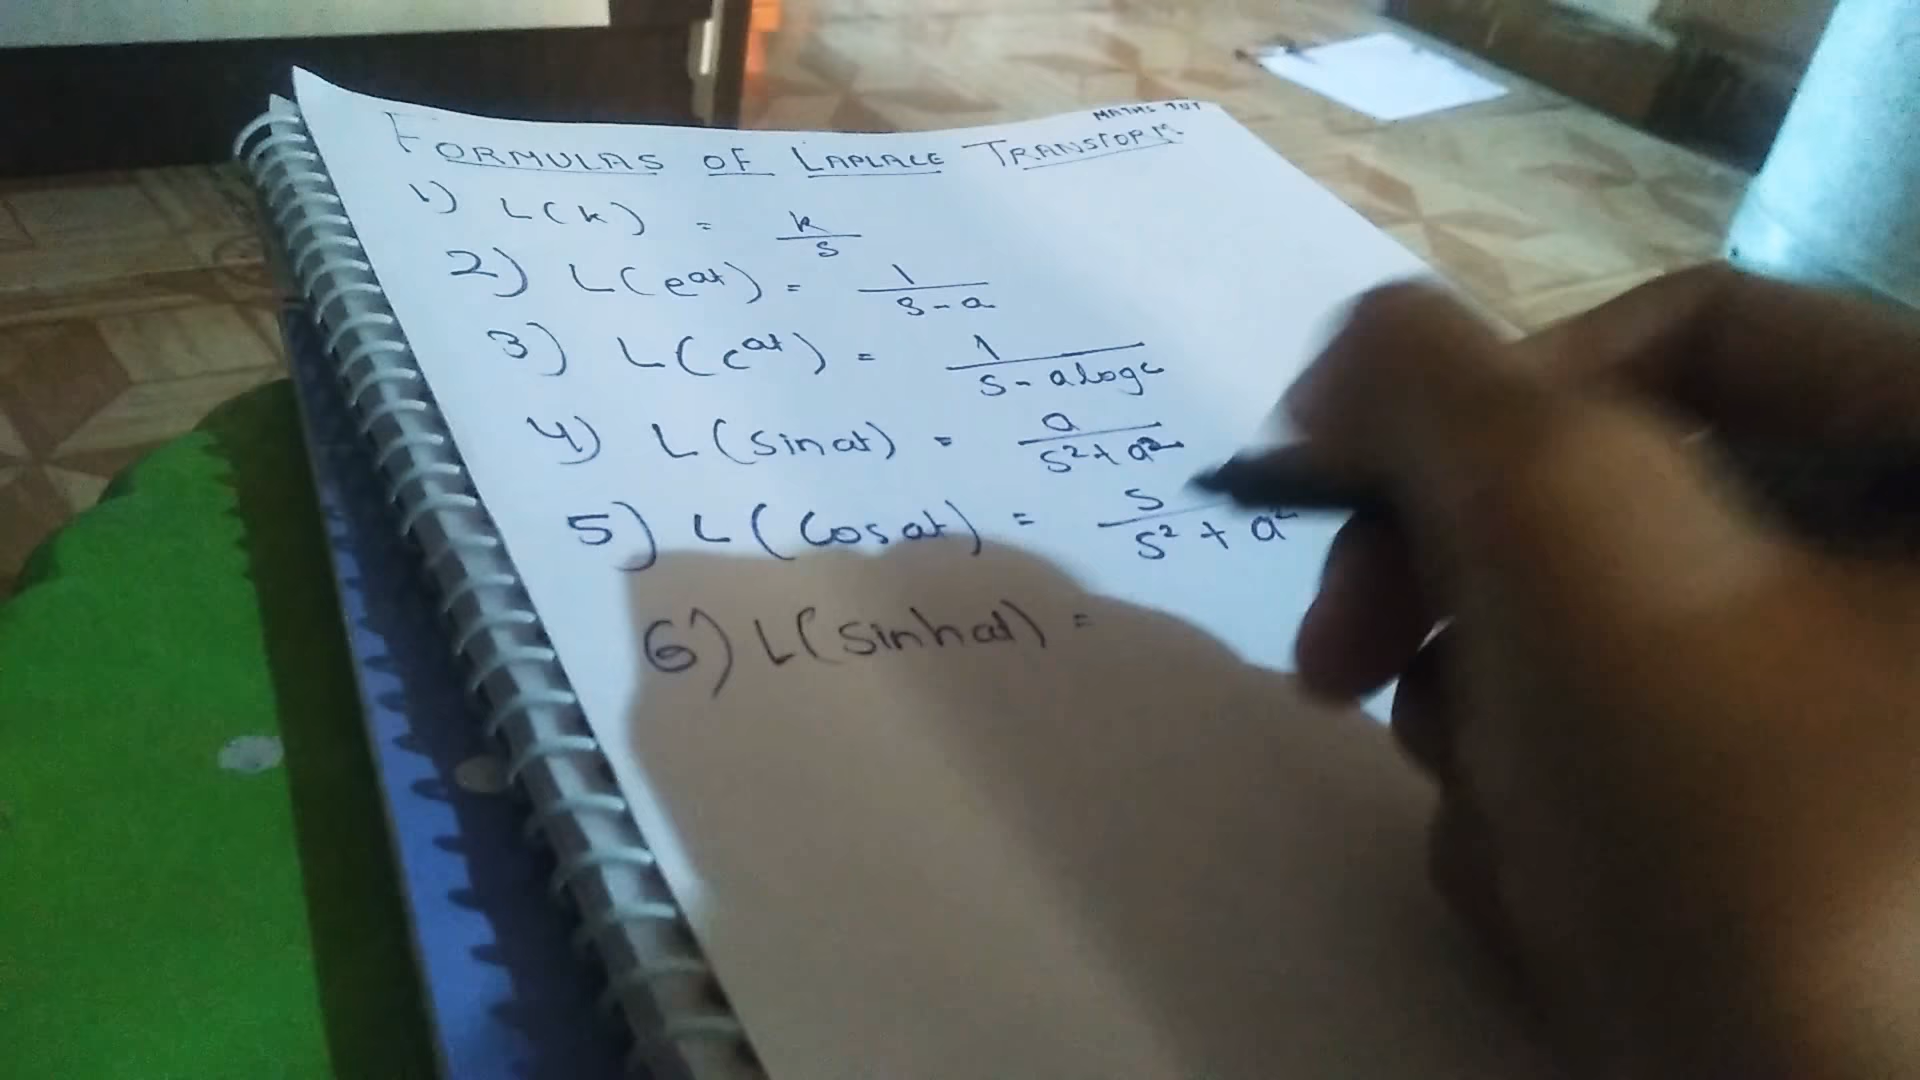 MATHS 101
FORMULAS OF LAPLACE TRANSFORM
1) L(k) = k/s
2) L(e^at) = 1/(s-a)
3) L(c^at) = 1/(s-alogc)
4) L(sinat) = a/(s²+a²)
5) L(Cosat) = s/(s²+a²)
6) L(sinhat) =